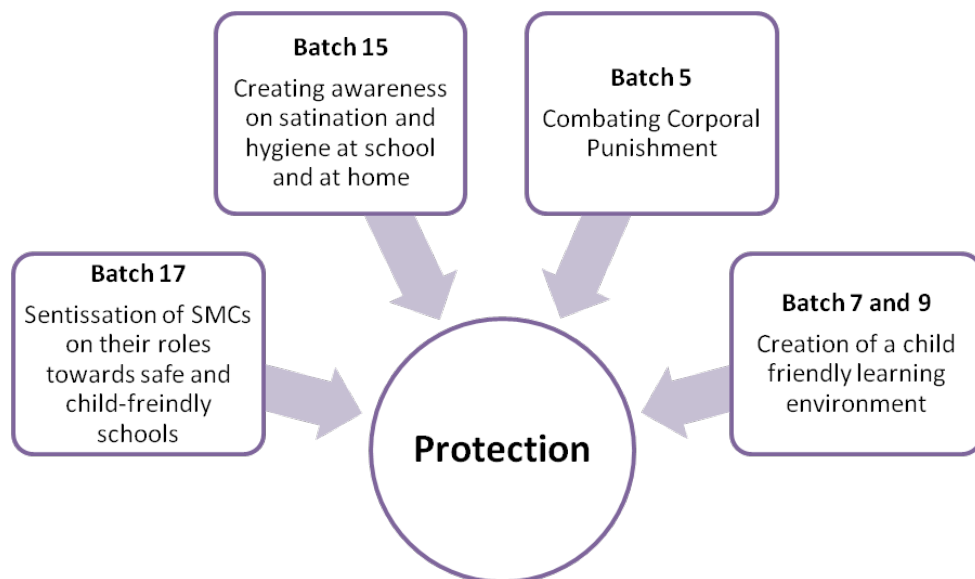 Batch 15
Creating awareness
on satination and
hygiene at school
and at home
Batch 5
Combating Corporal
Punishment
Batch 17
Sentissation of SMCs
on their roles
towards safe and
child-freindly
schools
Batch 7 and 9
Creation of a child
friendly learning
environment
Protection